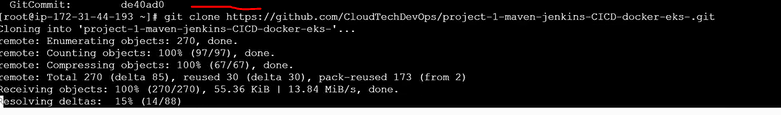 GitCommit:        de40ad0
[root@ip-172-31-44-193 ~]# git clone https://github.com/CloudTechDevOps/project-1-maven-jenkins-CICD-docker-eks-.git
Cloning into 'project-1-maven-jenkins-CICD-docker-eks-'...
remote: Enumerating objects: 270, done.
remote: Counting objects: 100% (97/97), done.
remote: Compressing objects: 100% (67/67), done.
remote: Total 270 (delta 85), reused 30 (delta 30), pack-reused 173 (from 2)
Receiving objects: 100% (270/270), 55.36 KiB | 13.84 MiB/s, done.
Resolving deltas:  15% (14/88)